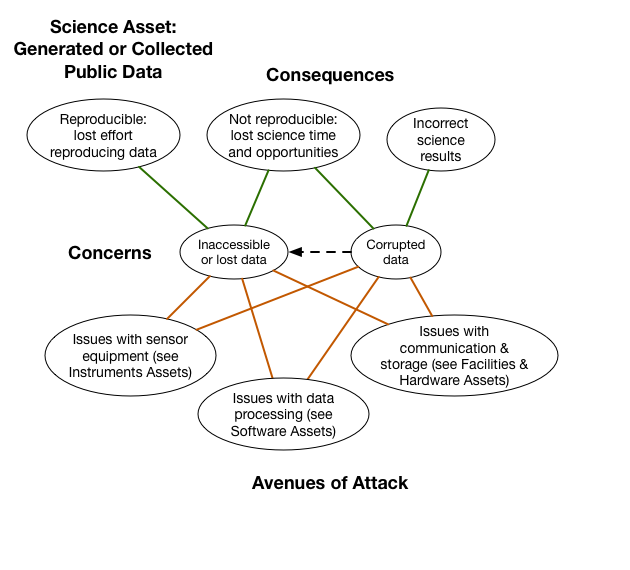 Science Asset:
Generated or Collected
Public Data
Consequences
Reproducible:
lost effort
reproducing data
Not reproducible:
lost science time
and opportunities
Incorrect
science
results
Concerns
Inaccessible
or lost data
Corrupted
data
Issues with sensor
equipment (see
Instruments Assets)
Issues with data
processing (see
Software Assets)
Issues with
communication &
storage (see Facilities &
Hardware Assets)
Avenues of Attack